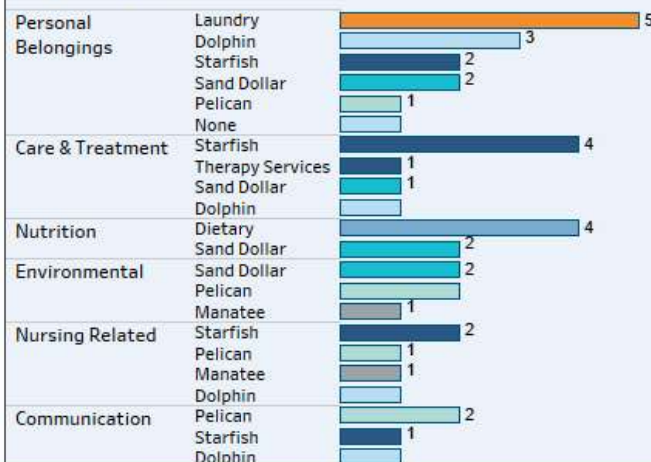 Personal Belongings
Laundry 5
Dolphin 3
Starfish 2
Sand Dollar 2
Pelican 1
None
Care & Treatment
Starfish 4
Therapy Services 1
Sand Dollar 1
Dolphin
Nutrition
Dietary 4
Sand Dollar 2
Environmental
Sand Dollar 2
Pelican
Manatee 1
Nursing Related
Starfish 2
Pelican 1
Manatee 1
Dolphin
Communication
Pelican 2
Starfish 1
Dolphin